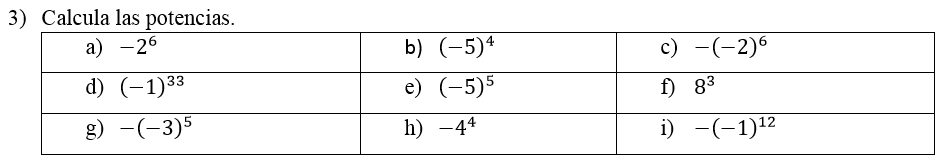 3) Calcula las potencias.
a) −2⁶ b) (−5)⁴ c) −(−2)⁶
d) (−1)³³ e) (−5)⁵ f) 8³
g) −(−3)⁵ h) −4⁴ i) −(−1)¹²